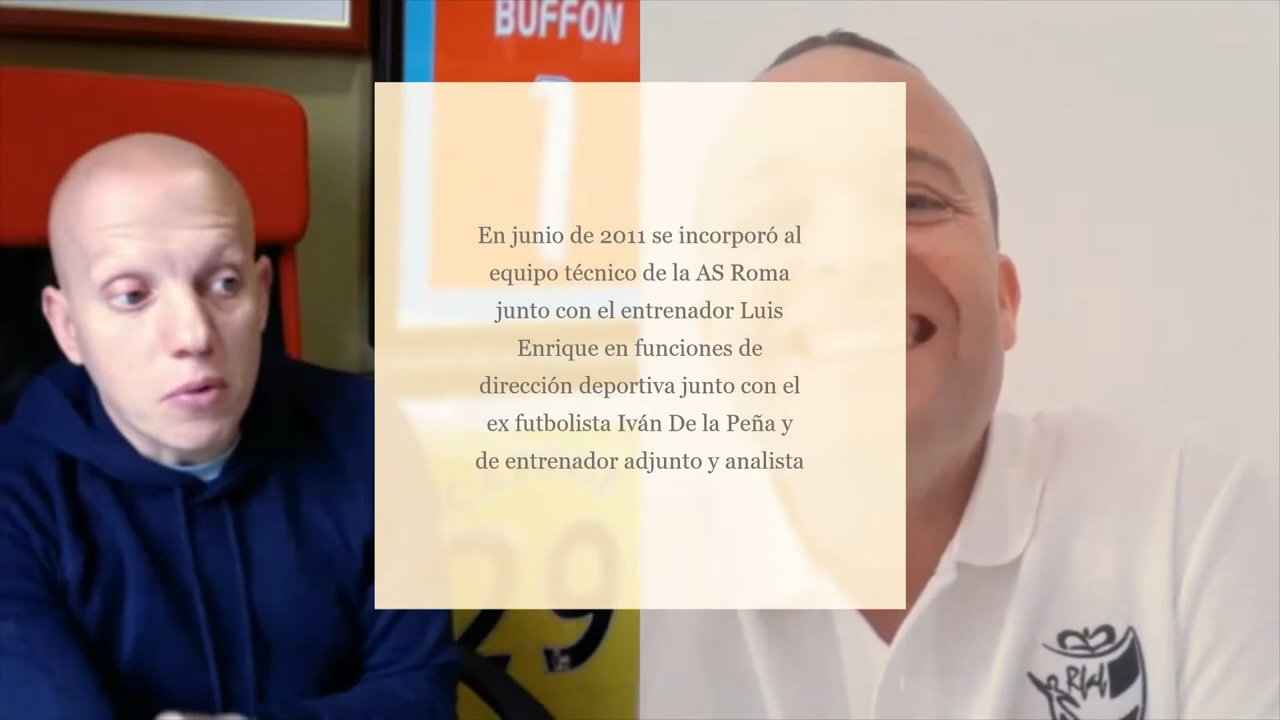 BUFFON
1
En junio de 2011 se incorporó al
equipo técnico de la AS Roma
junto con el entrenador Luis
Enrique en funciones de
dirección deportiva junto con el
ex futbolista Iván De la Peña y
de entrenador adjunto y analista
29